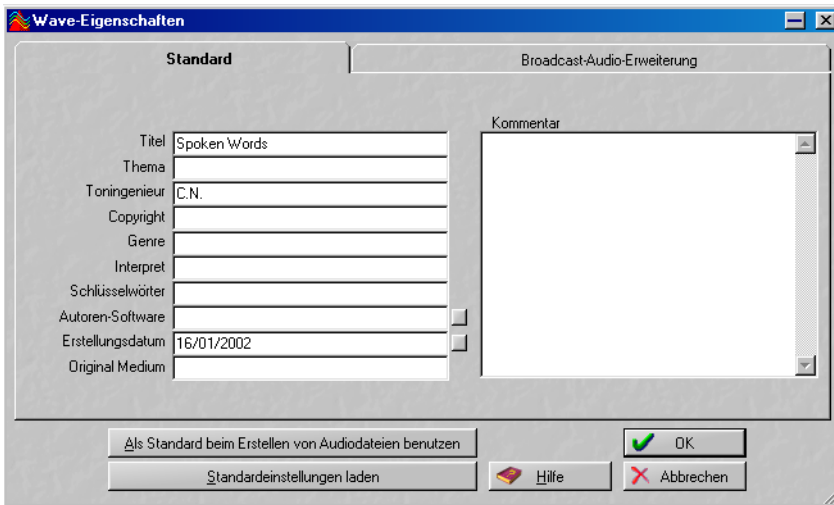 Wave-Eigenschaften
Standard
Broadcast-Audio-Erweiterung
Kommentar
Titel Spoken Words
Thema
Toningenieur C.N.
Copyright
Genre
Interpret
Schlüsselwörter
Autoren-Software
Erstellungsdatum 16/01/2002
Original Medium
Als Standard beim Erstellen von Audiodateien benutzen
OK
Standardeinstellungen laden
Hilfe
Abbrechen